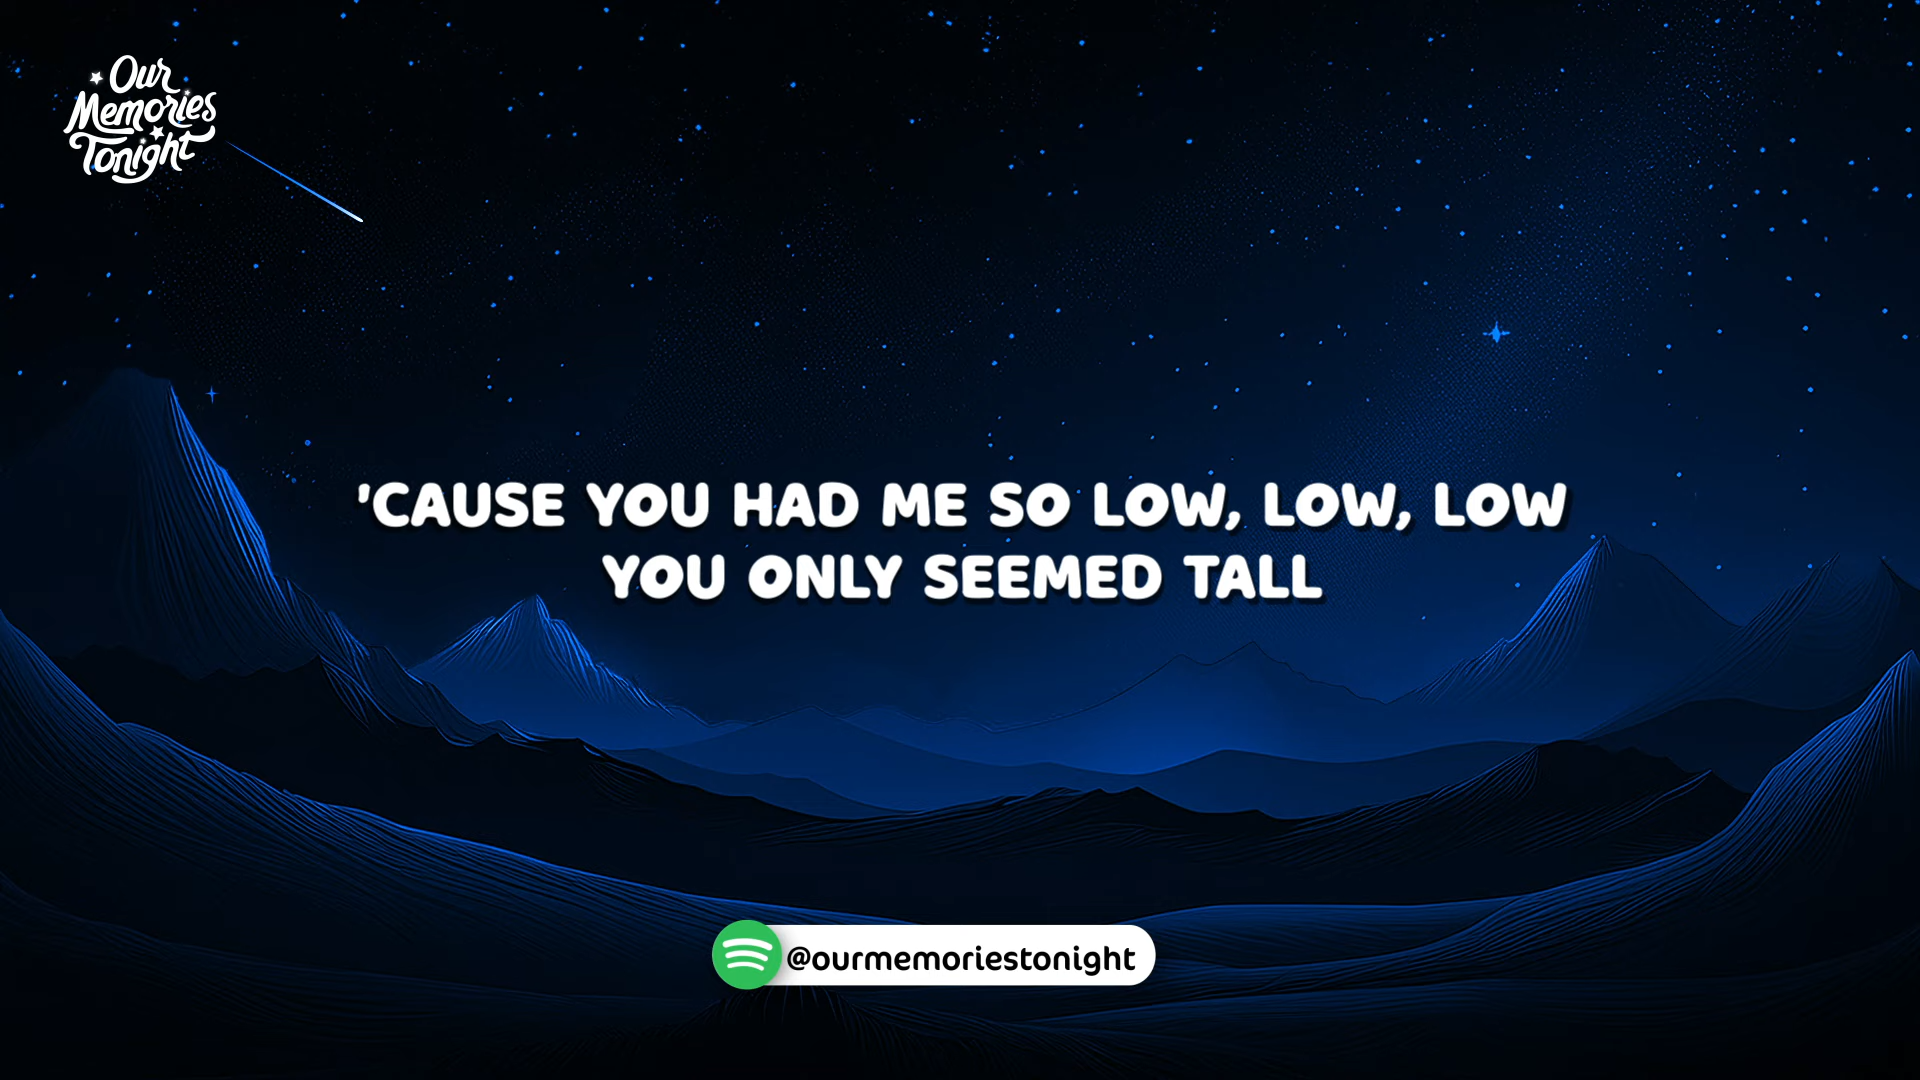 Our
Memories
Tonight
'CAUSE YOU HAD ME SO LOW, LOW, LOW
YOU ONLY SEEMED TALL
@ourmemoriestonight